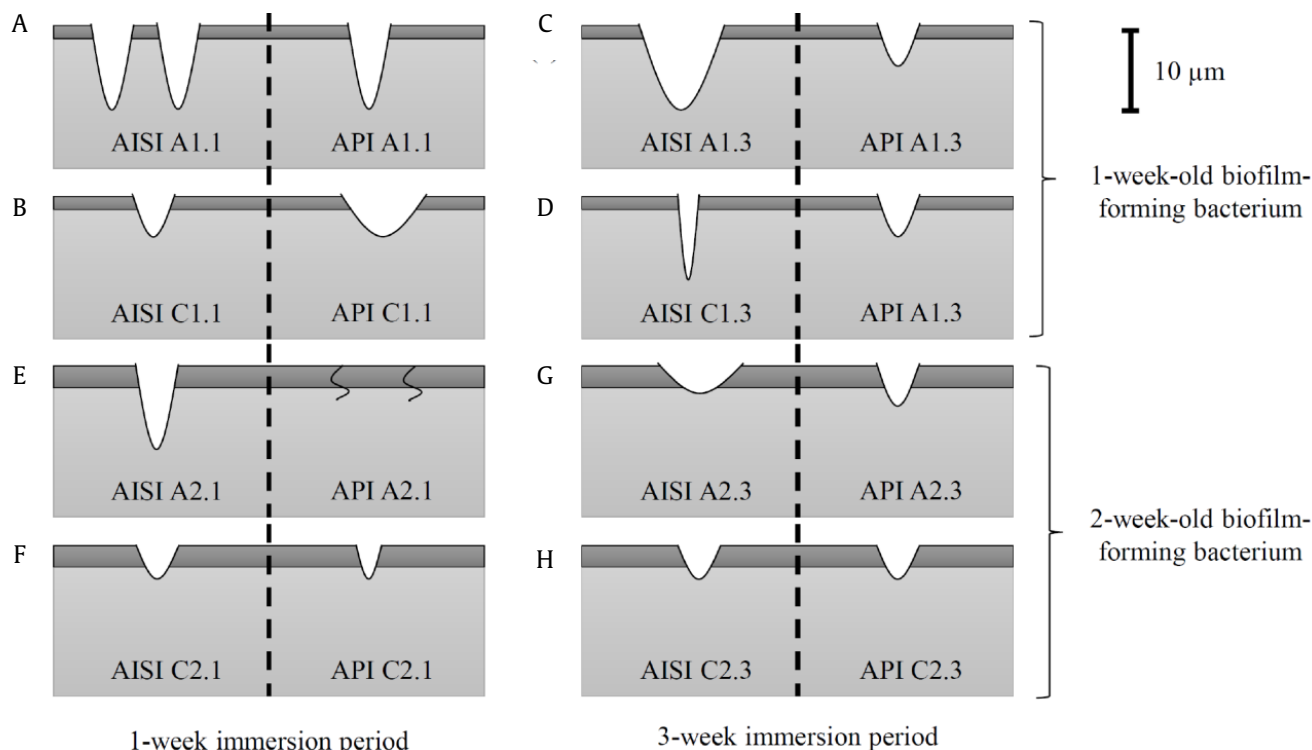 A
AISI A1.1
API A1.1
C
AISI A1.3
API A1.3
10 µm
B
AISI C1.1
API C1.1
D
AISI C1.3
API A1.3
1-week-old biofilm-
forming bacterium
E
AISI A2.1
API A2.1
G
AISI A2.3
API A2.3
F
AISI C2.1
API C2.1
H
AISI C2.3
API C2.3
2-week-old biofilm-
forming bacterium
1-week immersion period
3-week immersion period